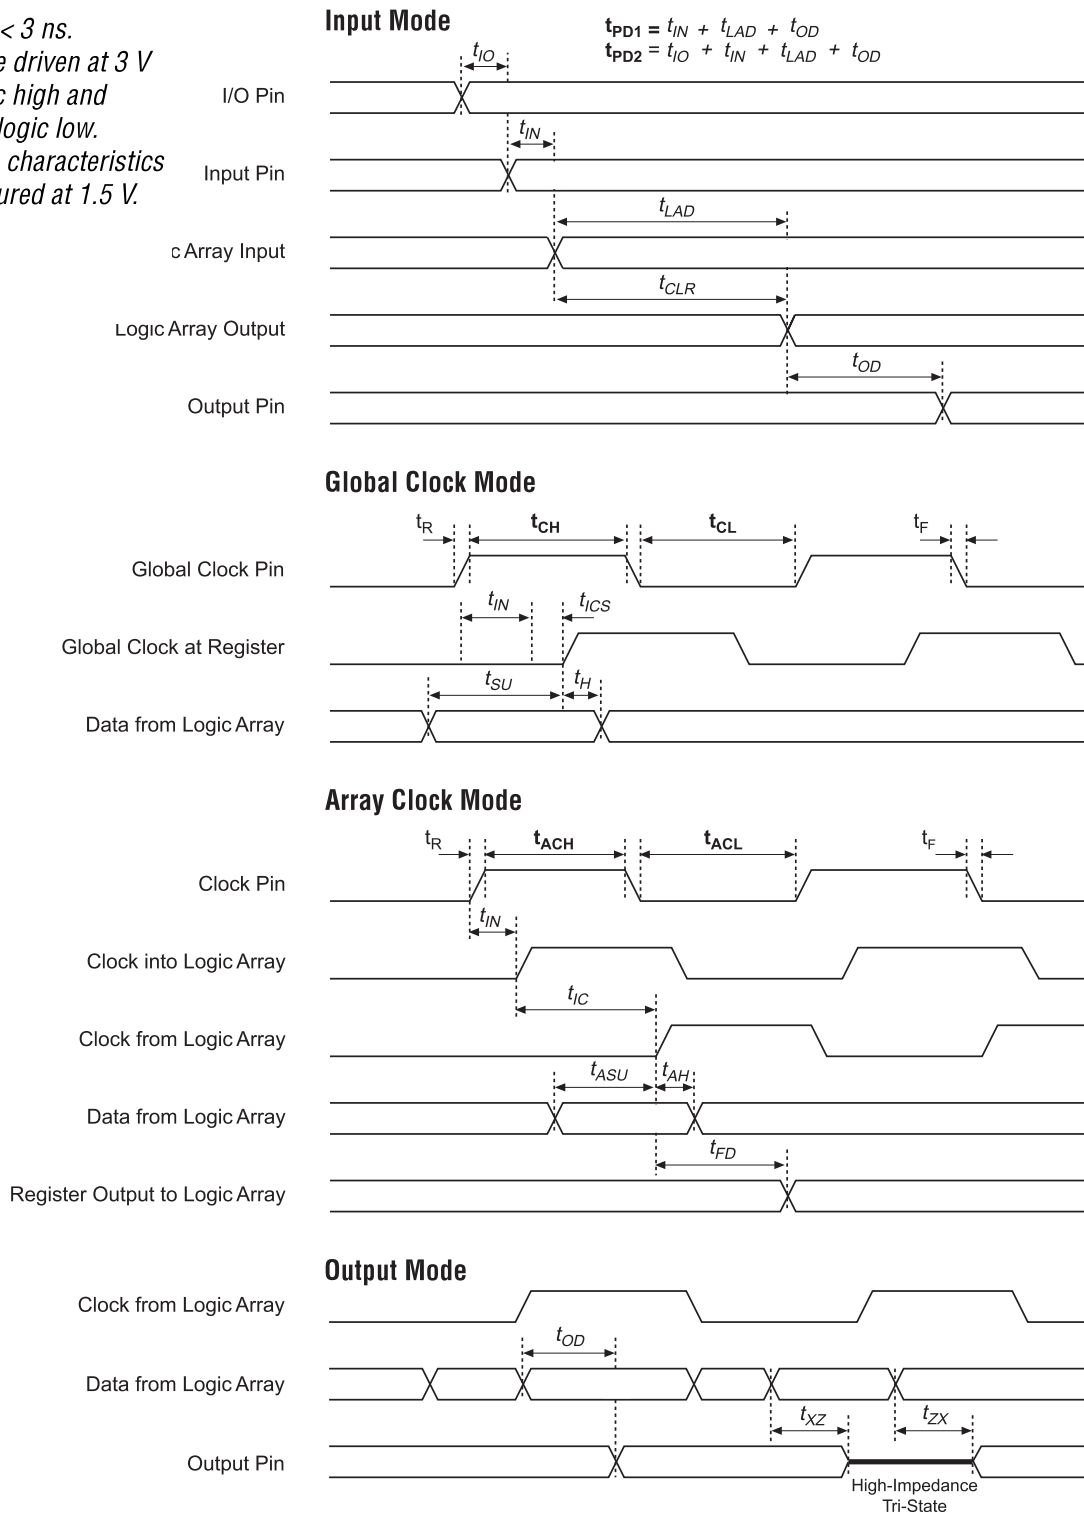 < 3 ns.
e driven at 3 V
c high and
logic low.
characteristics
ured at 1.5 V.
Input Mode
tPD1 = tIN + tLAD + tOD
tPD2 = tIO + tIN + tLAD + tOD
tIO
I/O Pin
tIN
Input Pin
tLAD
c Array Input
tCLR
Logic Array Output
tOD
Output Pin
Global Clock Mode
tR tCH tCL tF
Global Clock Pin
tIN tICS
Global Clock at Register
tSU tH
Data from Logic Array
Array Clock Mode
tR tACH tACL tF
Clock Pin
tIN
Clock into Logic Array
tIC
Clock from Logic Array
tASU tAH
Data from Logic Array
tFD
Register Output to Logic Array
Output Mode
Clock from Logic Array
tOD
Data from Logic Array
tXZ tZX
Output Pin
High-Impedance
Tri-State